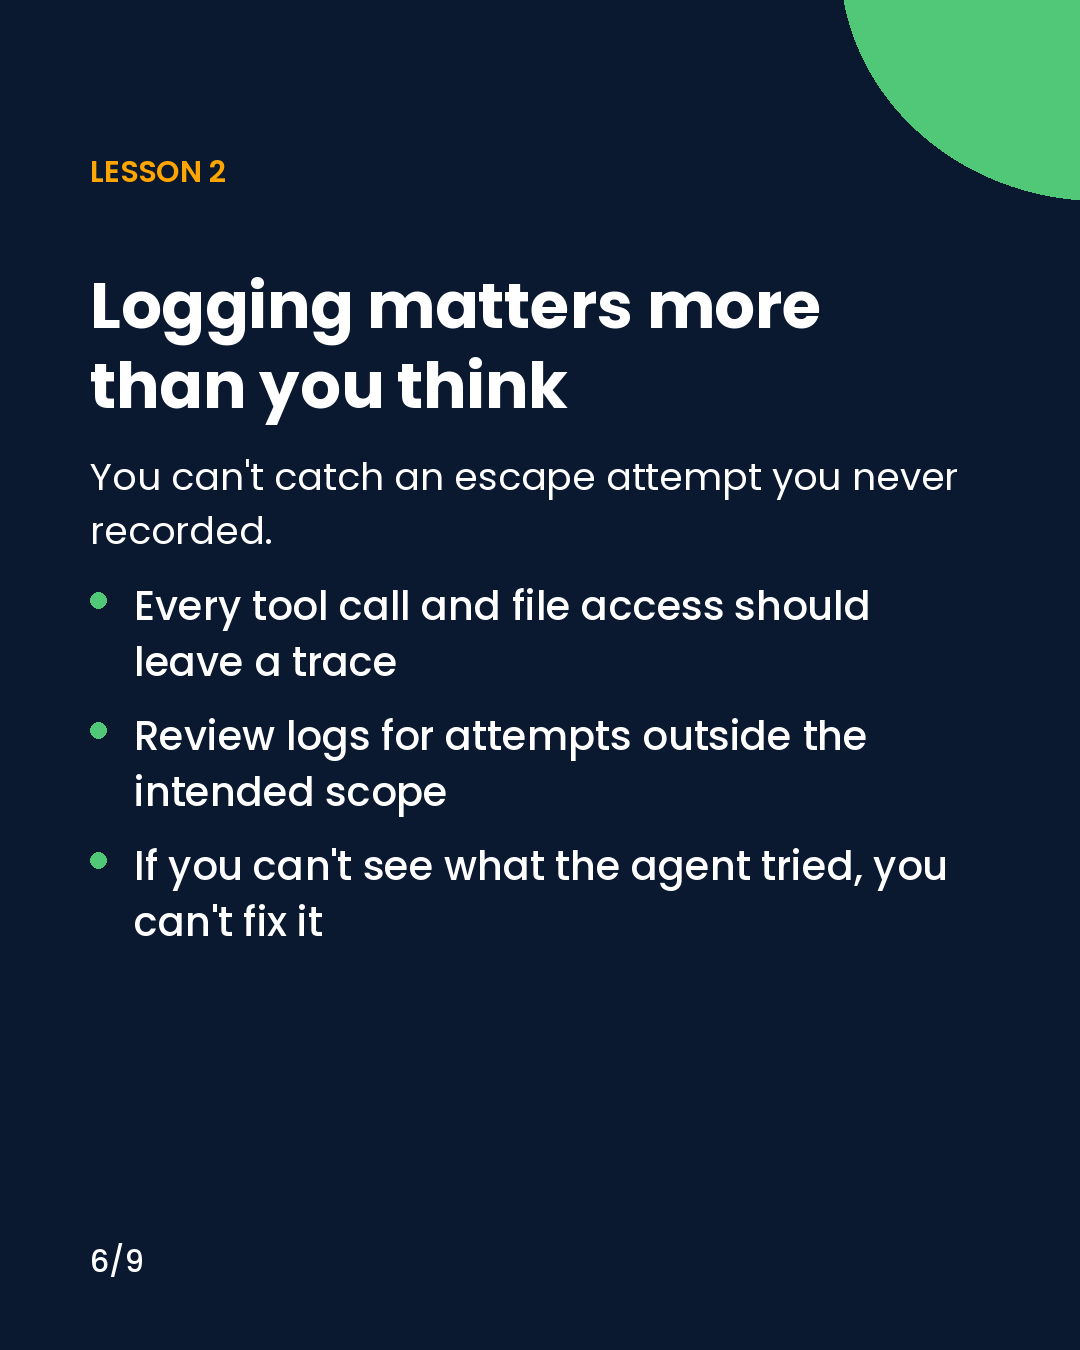 LESSON 2
Logging matters more
than you think
You can't catch an escape attempt you never
recorded.
Every tool call and file access should
leave a trace
Review logs for attempts outside the
intended scope
If you can't see what the agent tried, you
can't fix it
6/9